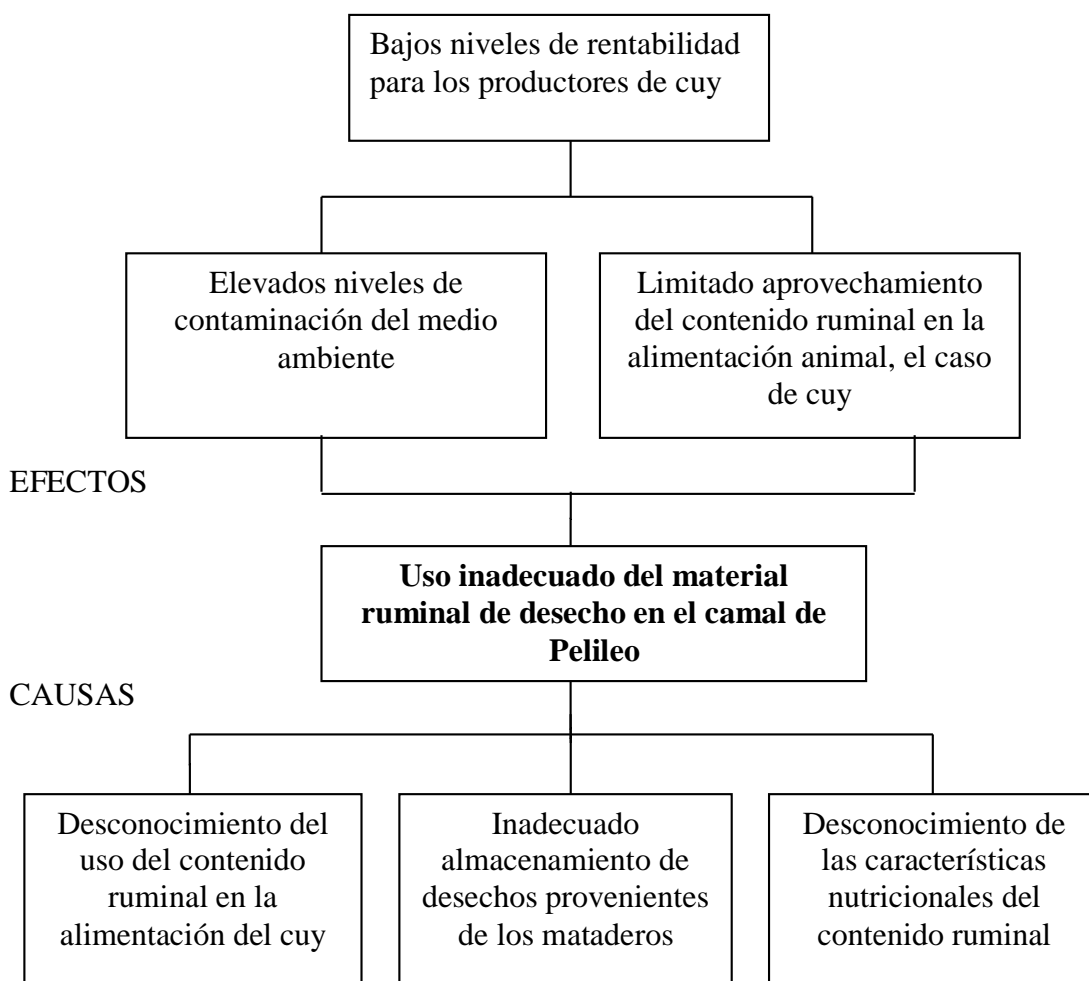 Bajos niveles de rentabilidad
para los productores de cuy
Elevados niveles de
contaminación del medio
ambiente
Limitado aprovechamiento
del contenido ruminal en la
alimentación animal, el caso
de cuy
EFECTOS
Uso inadecuado del material
ruminal de desecho en el camal de
Pelileo
CAUSAS
Desconocimiento del
uso del contenido
ruminal en la
alimentación del cuy
Inadecuado
almacenamiento de
desechos provenientes
de los mataderos
Desconocimiento de
las características
nutricionales del
contenido ruminal